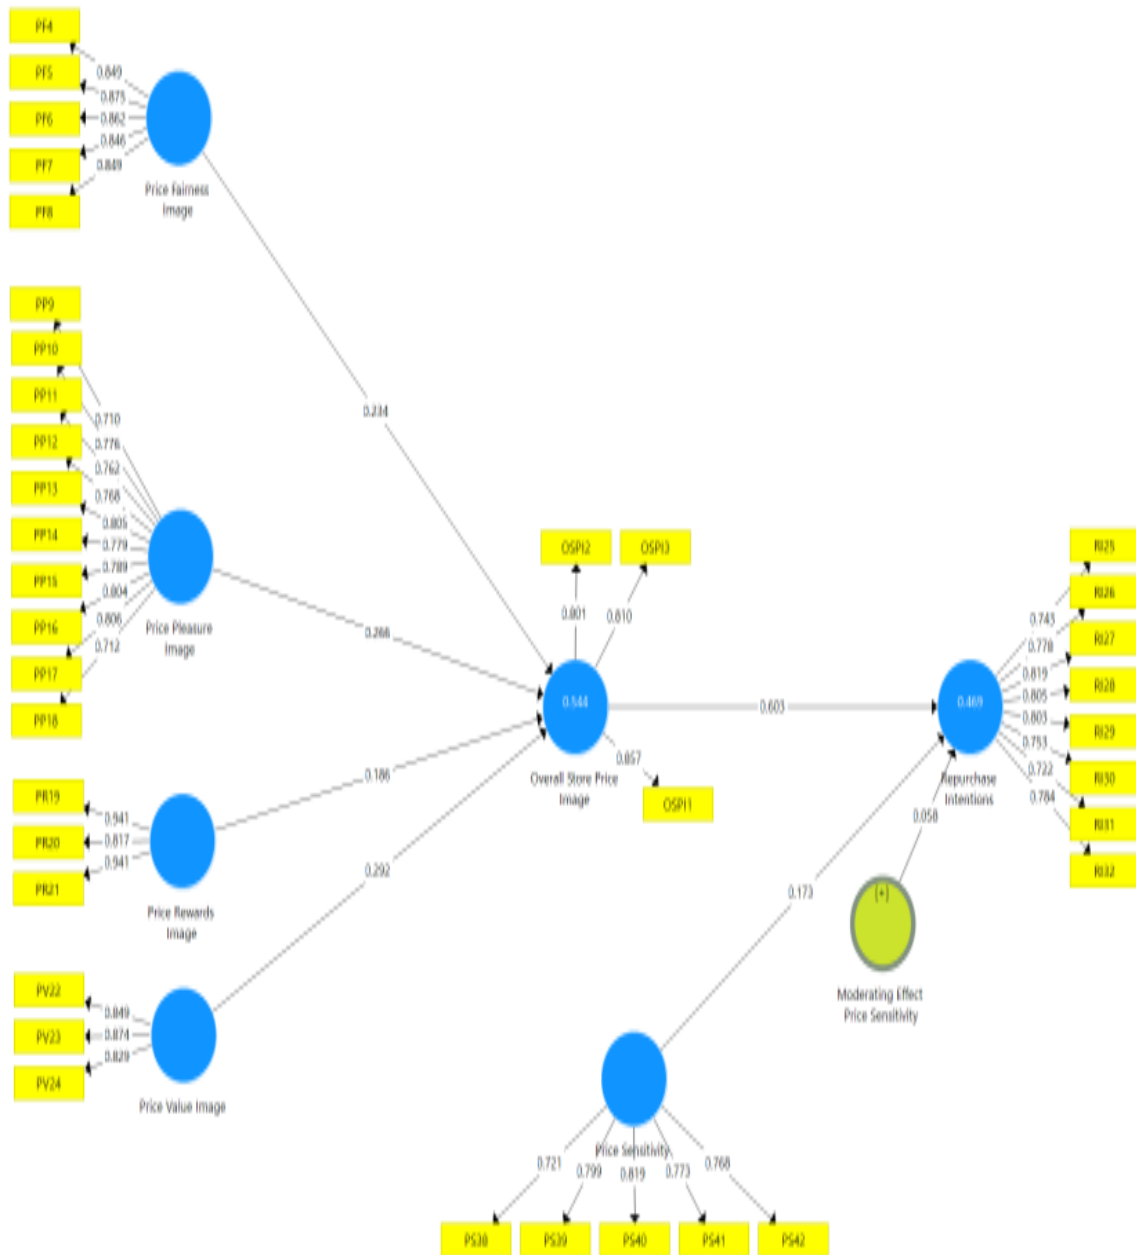 PF4
PF5
PF6
PF7
PF8
0.849
0.875
0.862
0.846
0.849
Price Fairness
Image
0.234
PP9
PP10
PP11
PP12
PP13
PP14
PP15
PP16
PP17
PP18
0.710
0.776
0.762
0.768
0.805
0.779
0.789
0.804
0.806
0.712
Price Pleasure
Image
0.266
PR19
PR20
PR21
0.941
0.817
0.941
Price Rewards
Image
0.186
PV22
PV23
PV24
0.849
0.874
0.829
Price Value Image
0.292
OSPI2
OSPI3
0.801
0.810
0.544
Overall Store Price
Image
0.857
OSPI1
0.603
0.469
Repurchase
Intentions
0.743
0.778
0.819
0.805
0.803
0.753
0.722
0.784
RI25
RI26
RI27
RI28
RI29
RI30
RI31
RI32
0.058
[+]
Moderating Effect
Price Sensitivity
0.173
Price Sensitivity
0.721
0.799
0.819
0.773
0.768
PS38
PS39
PS40
PS41
PS42